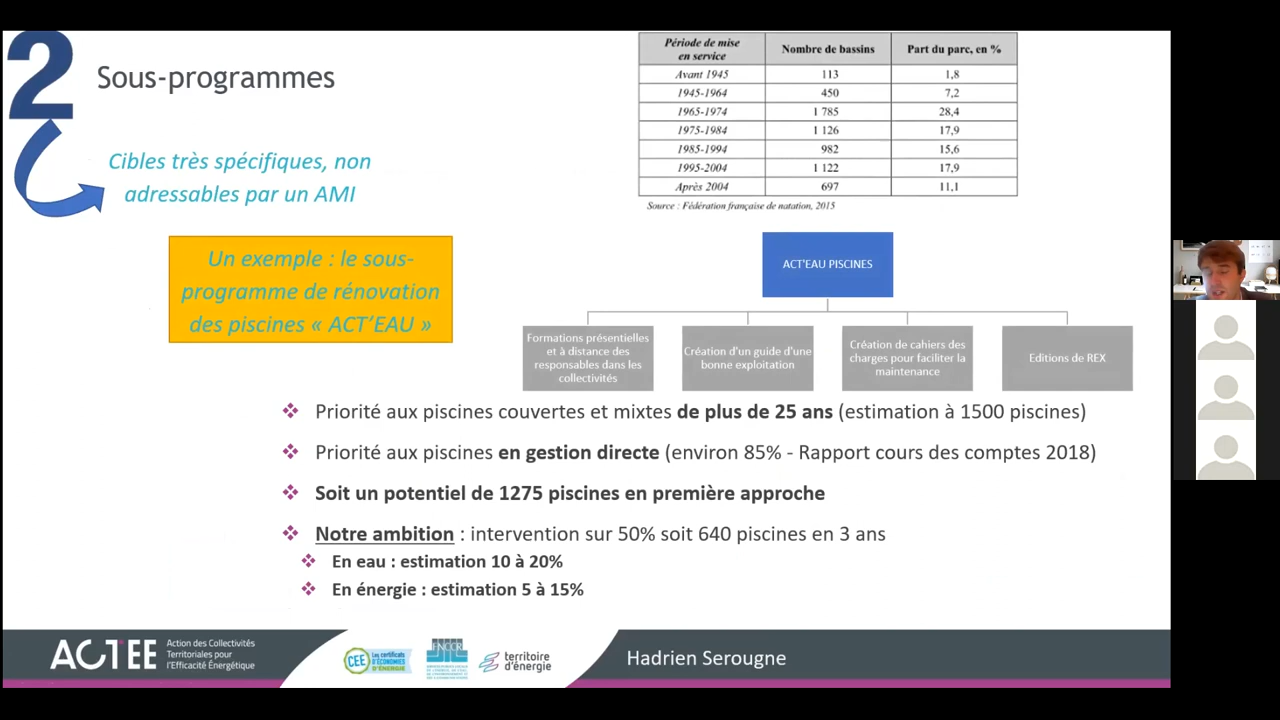 2
Sous-programmes
Cibles très spécifiques, non
adressables par un AMI
Un exemple : le sous-
programme de rénovation
des piscines « ACT'EAU »
Période de mise en service | Nombre de bassins | Part du parc, en %
Avant 1945 | 113 | 1,8
1945-1964 | 450 | 7,2
1965-1974 | 1 785 | 28,4
1975-1984 | 1 126 | 17,9
1985-1994 | 982 | 15,6
1995-2004 | 1 122 | 17,9
Après 2004 | 697 | 11,1
Source : Fédération française de natation, 2015
ACT'EAU PISCINES
Formations présentielles
et à distance des
responsables dans les
collectivités
Création d'un guide d'une
bonne exploitation
Création de cahiers des
charges pour faciliter la
maintenance
Editions de REX
Priorité aux piscines couvertes et mixtes de plus de 25 ans (estimation à 1500 piscines)
Priorité aux piscines en gestion directe (environ 85% - Rapport cours des comptes 2018)
Soit un potentiel de 1275 piscines en première approche
Notre ambition : intervention sur 50% soit 640 piscines en 3 ans
En eau : estimation 10 à 20%
En énergie : estimation 5 à 15%
ACTEE
Action des Collectivités
Territoriales pour
l'Efficacité Énergétique
CEE Les certificats
D'ÉCONOMIES
D'ÉNERGIE
FNCCR
territoire
d'énergie
Hadrien Serougne